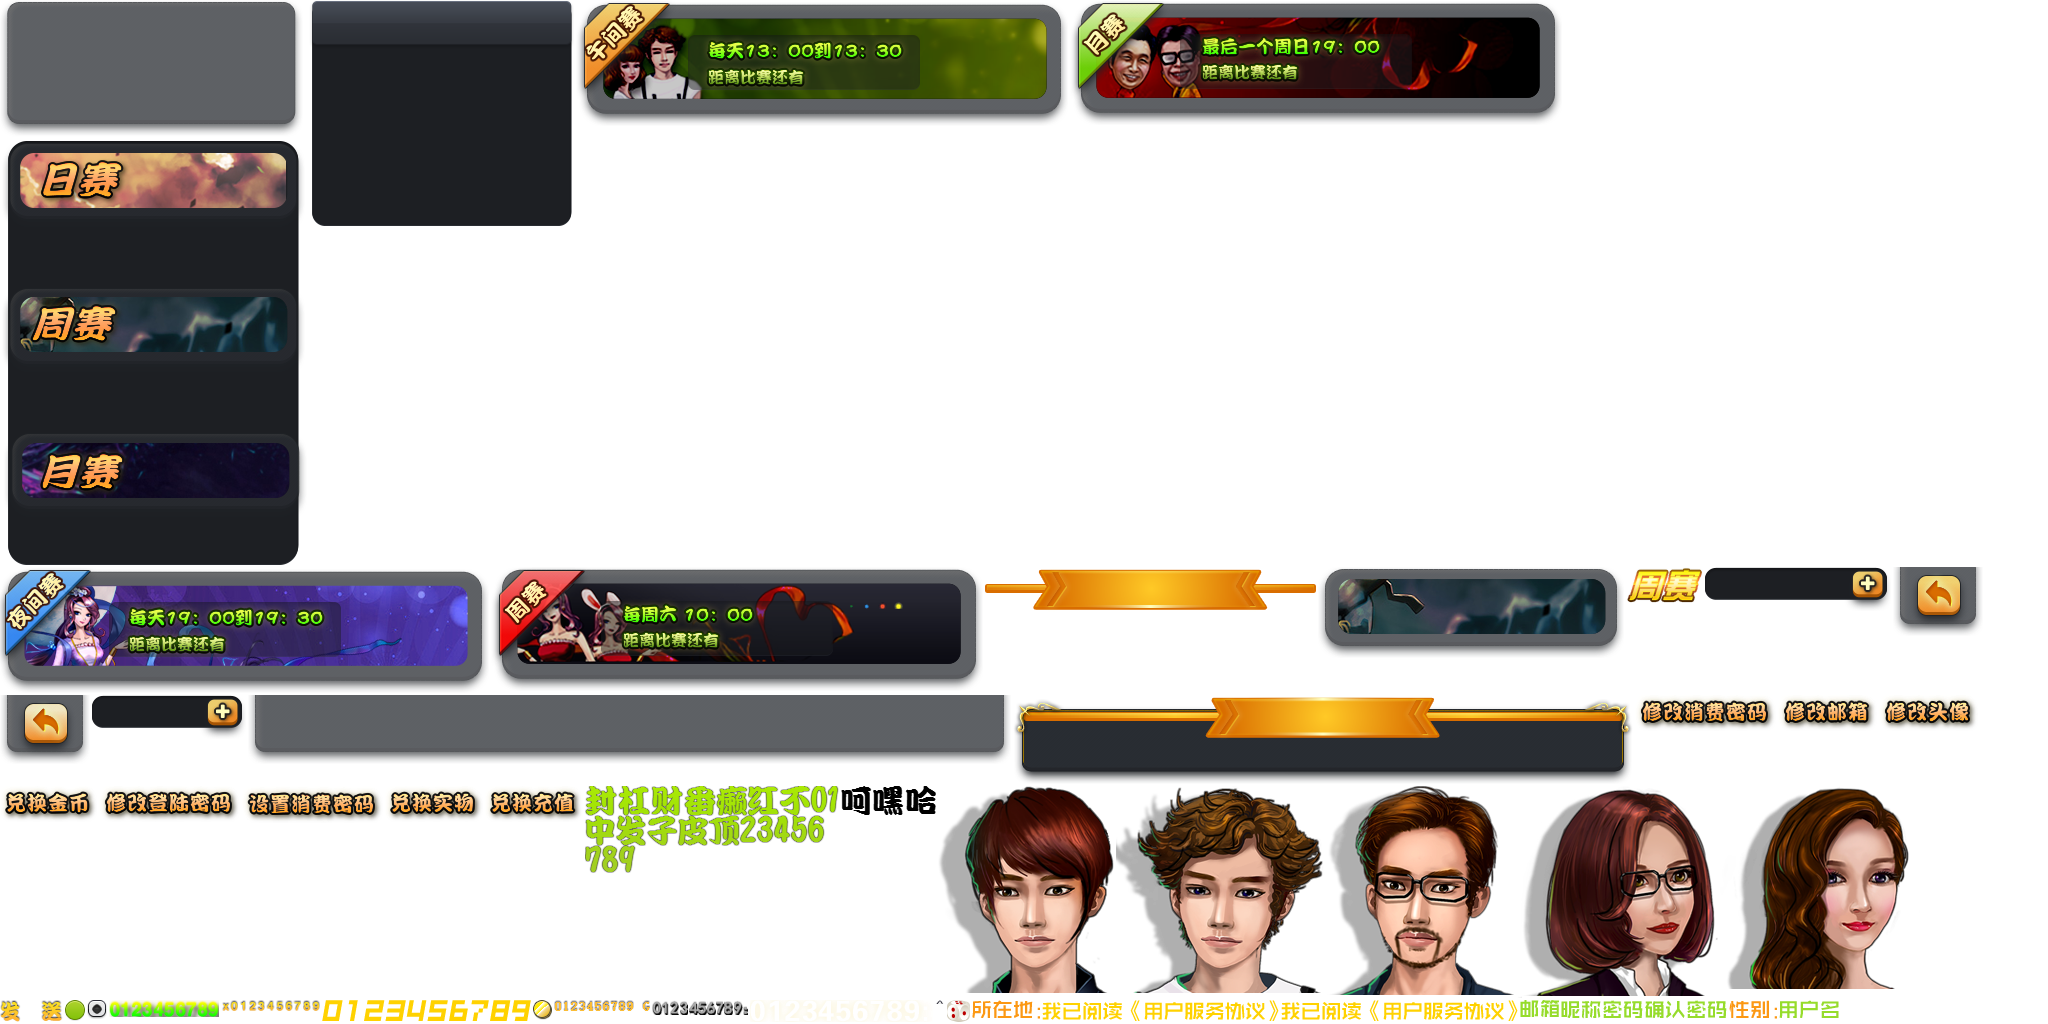 午间赛
每天13：00到13：30
距离比赛还有
月赛
最后一个周日19：00
距离比赛还有
日赛
周赛
月赛
夜间赛
每天19：00到19：30
距离比赛还有
周赛
每周六 10：00
距离比赛还有
周赛
修改消费密码
修改邮箱
修改头像
兑换金币
修改登陆密码
设置消费密码
兑换实物
兑换充值
封杠财番癞红不01呵嘿哈
中发子皮顶23456
789
发 送
0123456789
x0123456789
0123456789
0123456789
0123456789:
0123456789
所在地:我已阅读《用户服务协议》我已阅读《用户服务协议》邮箱昵称密码确认密码性别:用户名